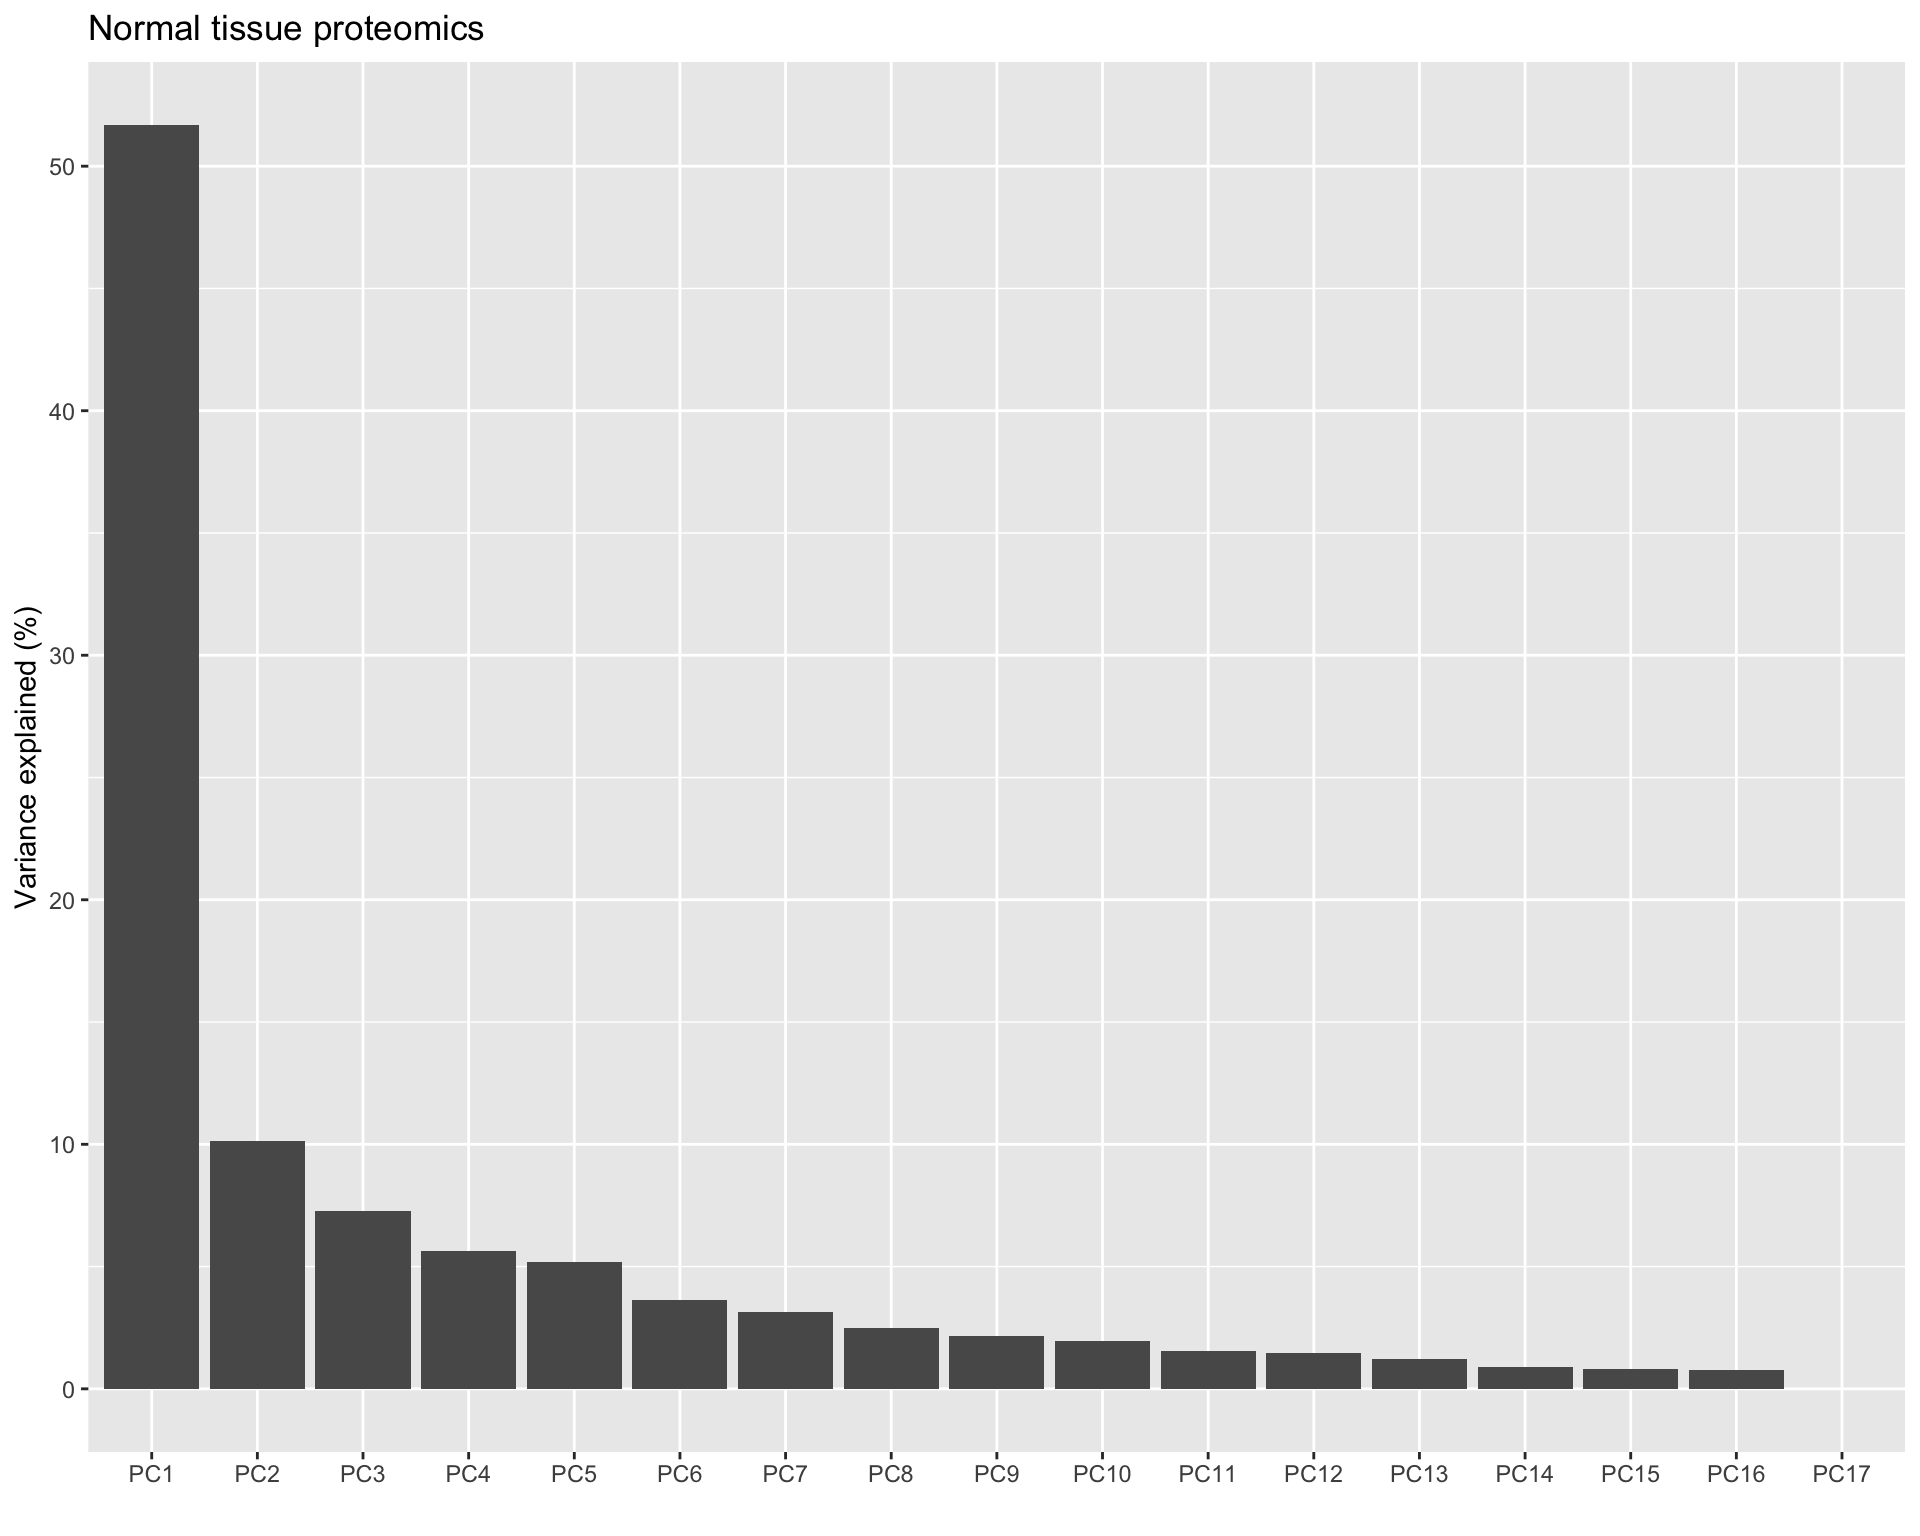 Normal tissue proteomics
Variance explained (%)
50
40
30
20
10
0
PC1 PC2 PC3 PC4 PC5 PC6 PC7 PC8 PC9 PC10 PC11 PC12 PC13 PC14 PC15 PC16 PC17